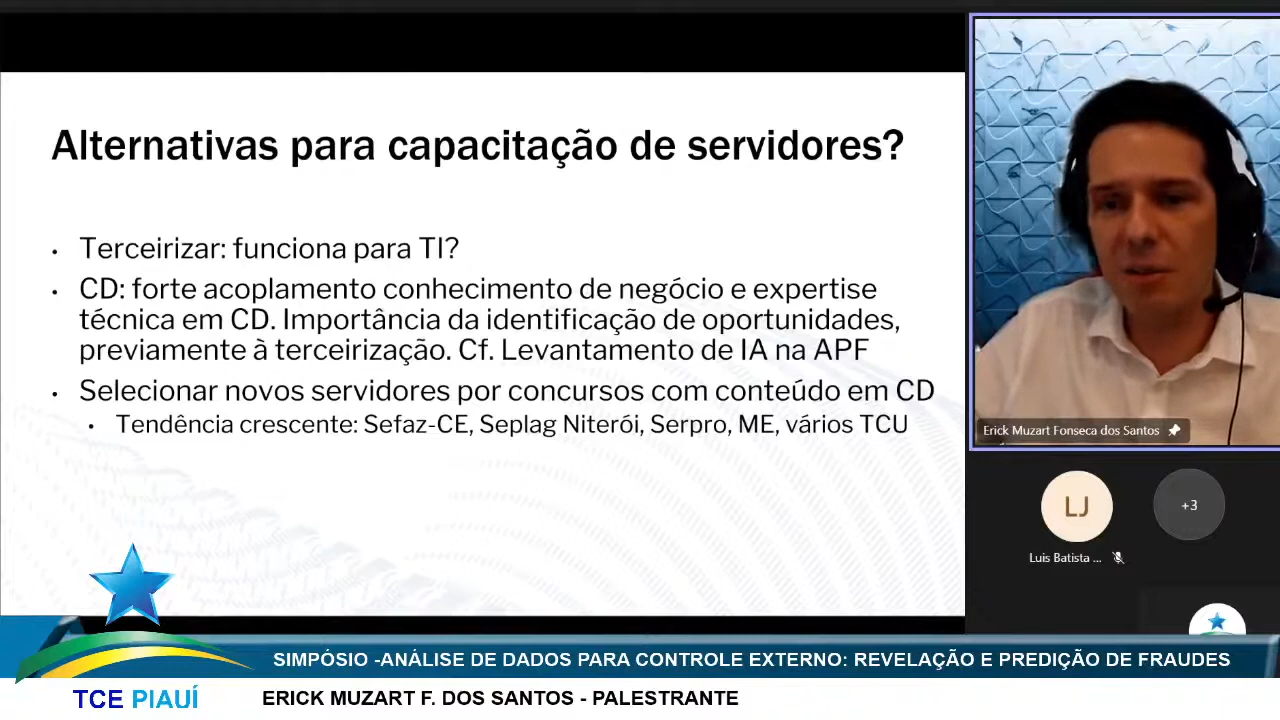 Alternativas para capacitação de servidores?
• Terceirizar: funciona para TI?
• CD: forte acoplamento conhecimento de negócio e expertise
técnica em CD. Importância da identificação de oportunidades,
previamente à terceirização. Cf. Levantamento de IA na APF
• Selecionar novos servidores por concursos com conteúdo em CD
• Tendência crescente: Sefaz-CE, Seplag Niterói, Serpro, ME, vários TCU
Erick Muzart Fonseca dos Santos
LJ
+3
Luis Batista ...
SIMPÓSIO -ANÁLISE DE DADOS PARA CONTROLE EXTERNO: REVELAÇÃO E PREDIÇÃO DE FRAUDES
TCE PIAUÍ
ERICK MUZART F. DOS SANTOS - PALESTRANTE